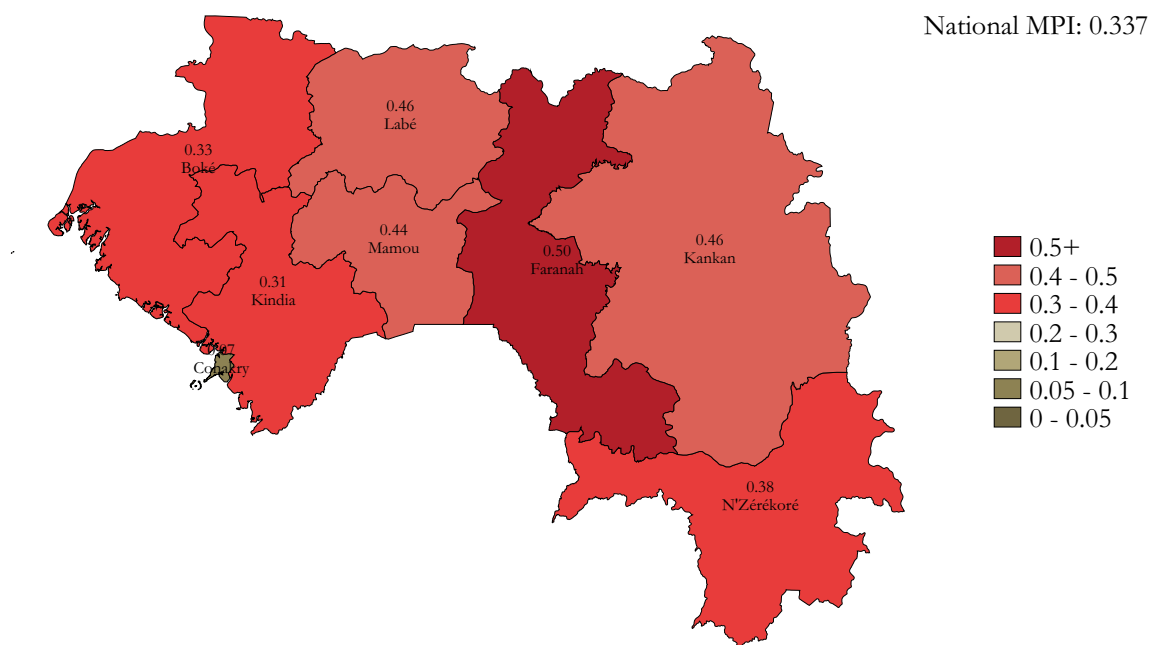 National MPI: 0.337
0.46
Labé
0.33
Boké
0.44
Mamou
0.50
Faranah
0.46
Kankan
0.31
Kindia
0.07
Conakry
0.38
N'Zérékoré
0.5+
0.4 - 0.5
0.3 - 0.4
0.2 - 0.3
0.1 - 0.2
0.05 - 0.1
0 - 0.05